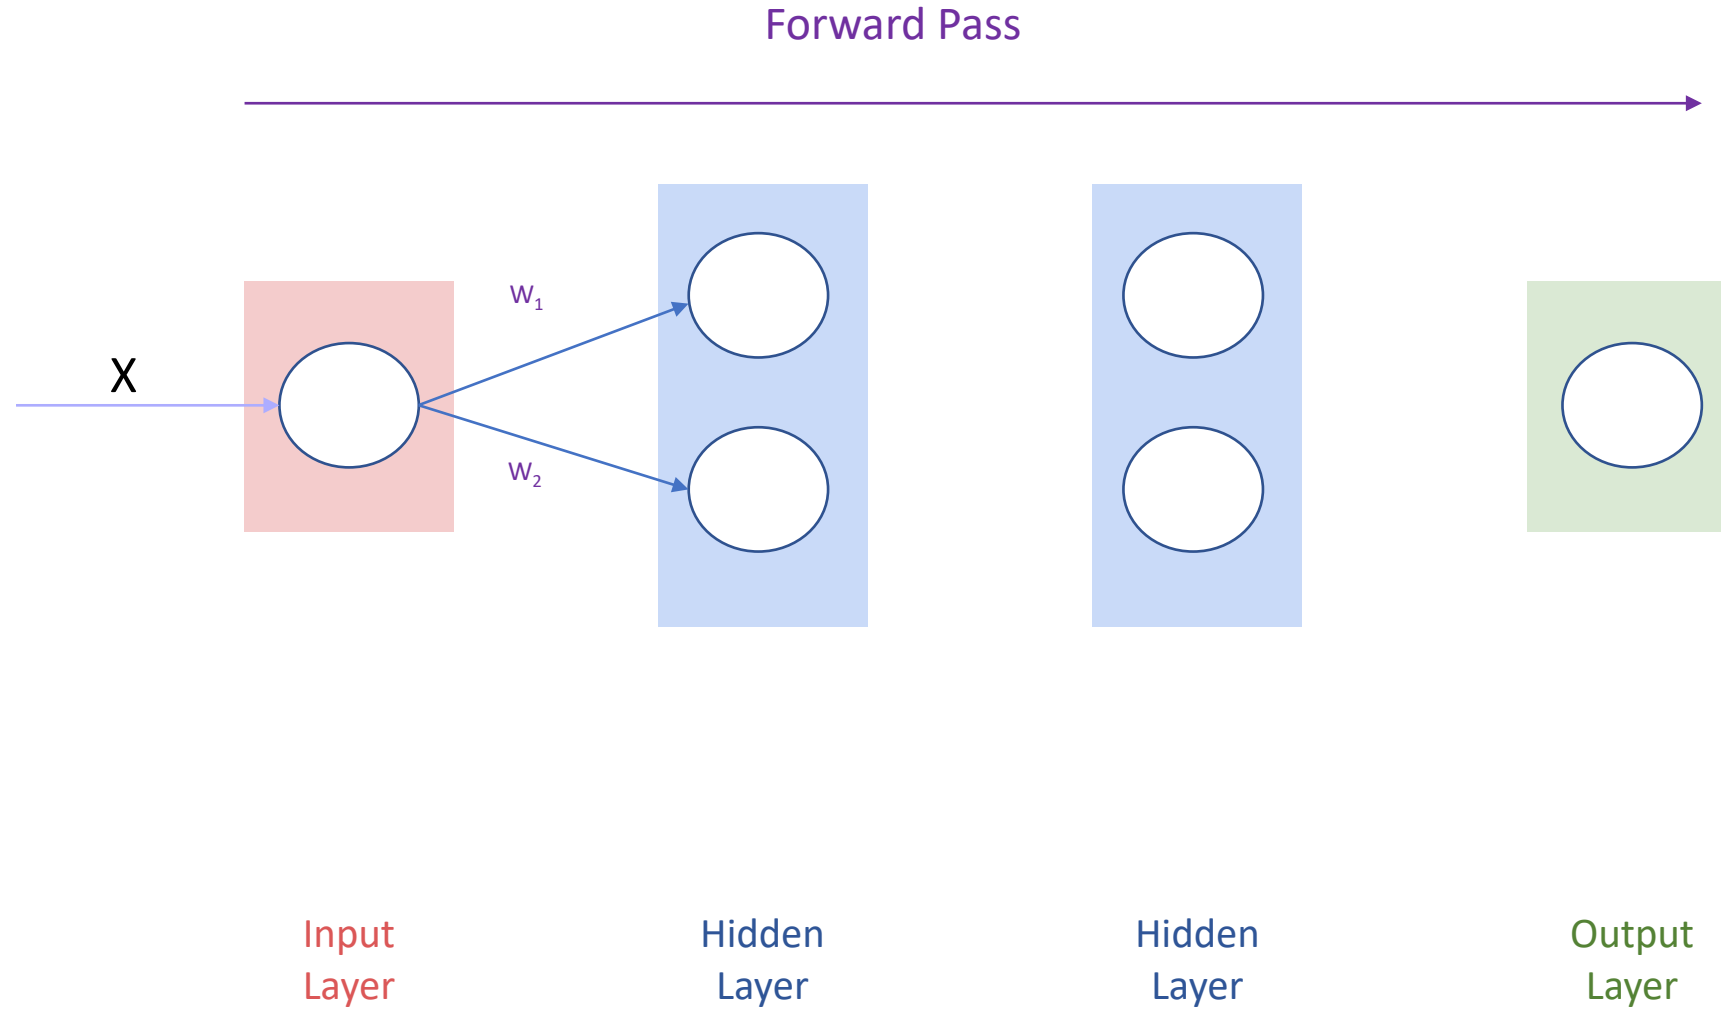 Forward Pass
X
W₁
W₂
Input
Layer
Hidden
Layer
Hidden
Layer
Output
Layer